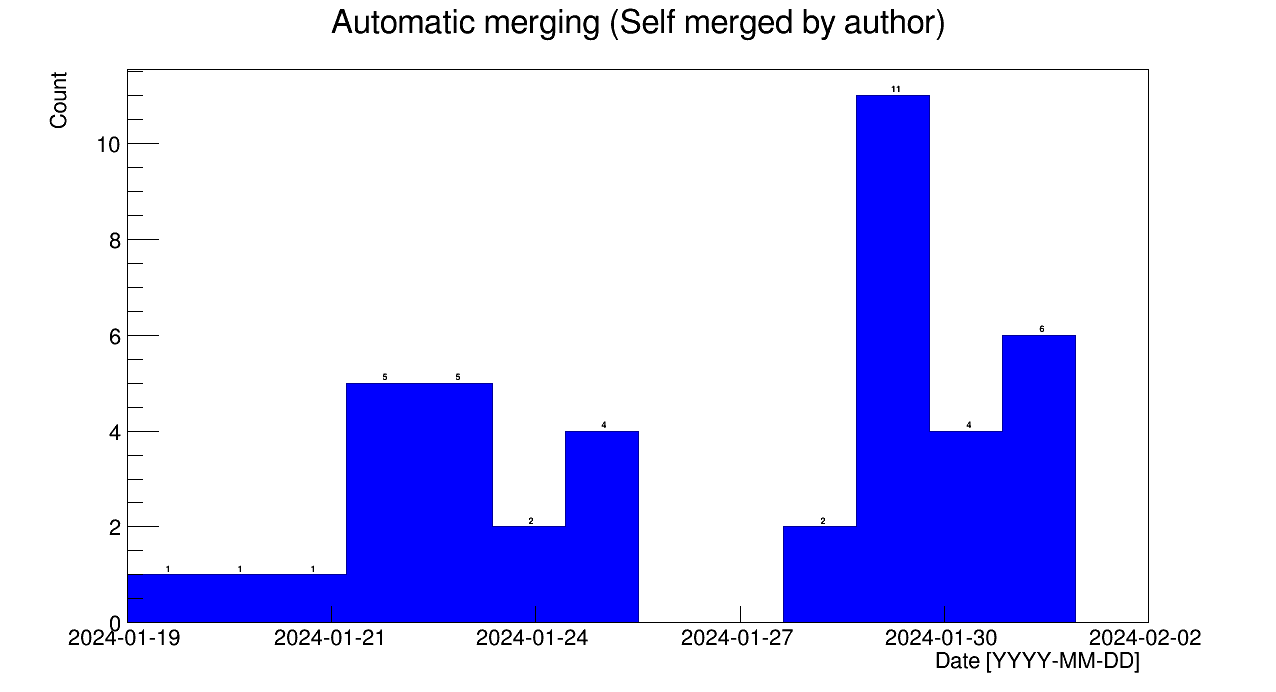 Automatic merging (Self merged by author)
Count
10
8
6
4
2
0
1 1 1 5 5 2 4 2 11 4 6
2024-01-19 2024-01-21 2024-01-24 2024-01-27 2024-01-30 2024-02-02
Date [YYYY-MM-DD]